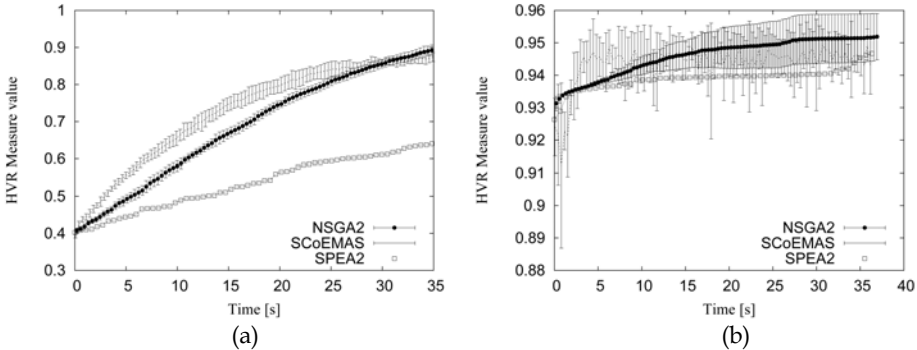 HVR Measure value
1
0.9
0.8
0.7
0.6
0.5
0.4
0.3
0 5 10 15 20 25 30 35
Time [s]
NSGA2
SCoEMAS
SPEA2
(a)
HVR Measure value
0.96
0.95
0.94
0.93
0.92
0.91
0.9
0.89
0.88
0 5 10 15 20 25 30 35 40
Time [s]
NSGA2
SCoEMAS
SPEA2
(b)